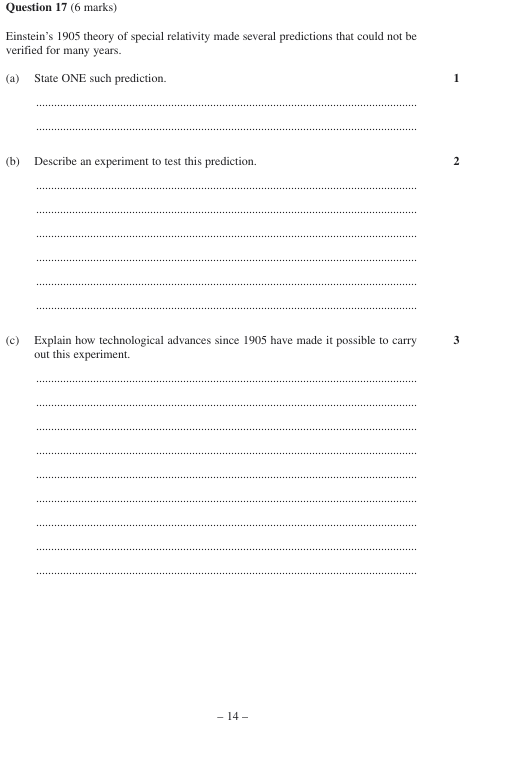 Question 17 (6 marks)
Einstein’s 1905 theory of special relativity made several predictions that could not be
verified for many years.
(a) State ONE such prediction. 1
(b) Describe an experiment to test this prediction. 2
(c) Explain how technological advances since 1905 have made it possible to carry 3
out this experiment.
– 14 –